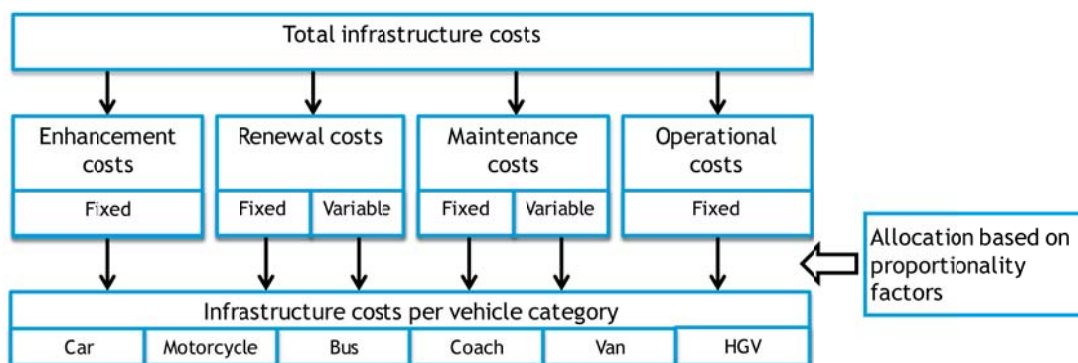 Total infrastructure costs
Enhancement
costs
Renewal costs
Maintenance
costs
Operational
costs
Fixed
Fixed
Variable
Fixed
Variable
Fixed
Allocation based on
proportionality
factors
Infrastructure costs per vehicle category
Car
Motorcycle
Bus
Coach
Van
HGV